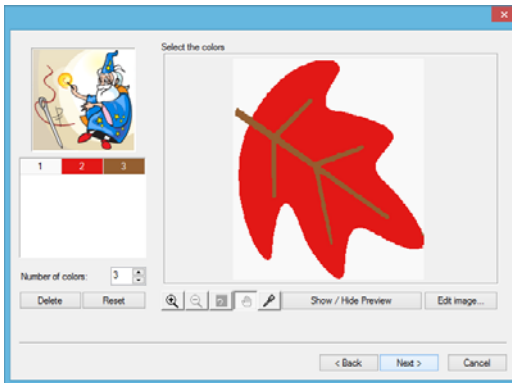 Select the colors
1 2 3
Number of colors: 3
Delete Reset
Show / Hide Preview Edit image...
< Back Next > Cancel